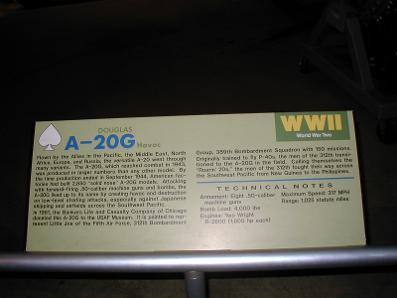 DOUGLAS
A-20G Havoc
Flown by the Allies in the Pacific, the Middle East, North
Africa, Europe, and Russia, the versatile A-20 went through
many variants. The A-20G, which reached combat in 1943,
was produced in larger numbers than any other model. By
the time production ended in September 1944, American fac-
tories had built 2,850 "solid nose" A-20G models. Attacking
with forward-firing .50-caliber machine guns and bombs, the
A-20G lived up to its name by creating havoc and destruction
on low-level strafing attacks, especially against Japanese
shipping and airfields across the Southwest Pacific.
In 1961, the Bankers Life and Casualty Company of Chicago
donated this A-20G to the USAF Museum. It is painted to rep-
resent Little Joe of the Fifth Air Force, 312th Bombardment
WWII
World War Two
Group, 389th Bombardment Squadron with 150 missions.
Originally trained to fly P-40s, the men of the 312th transi-
tioned to the A-20G in the field. Calling themselves the
"Roarin' 20s," the men of the 312th fought their way across
the Southwest Pacific from New Guinea to the Philippines.
TECHNICAL NOTES
Armament: Eight .50-caliber
machine guns
Bomb Load: 4,000 lbs
Engines: Two Wright
R-2600 (1,600 hp each)
Maximum Speed: 317 MPH
Range: 1,025 statute miles